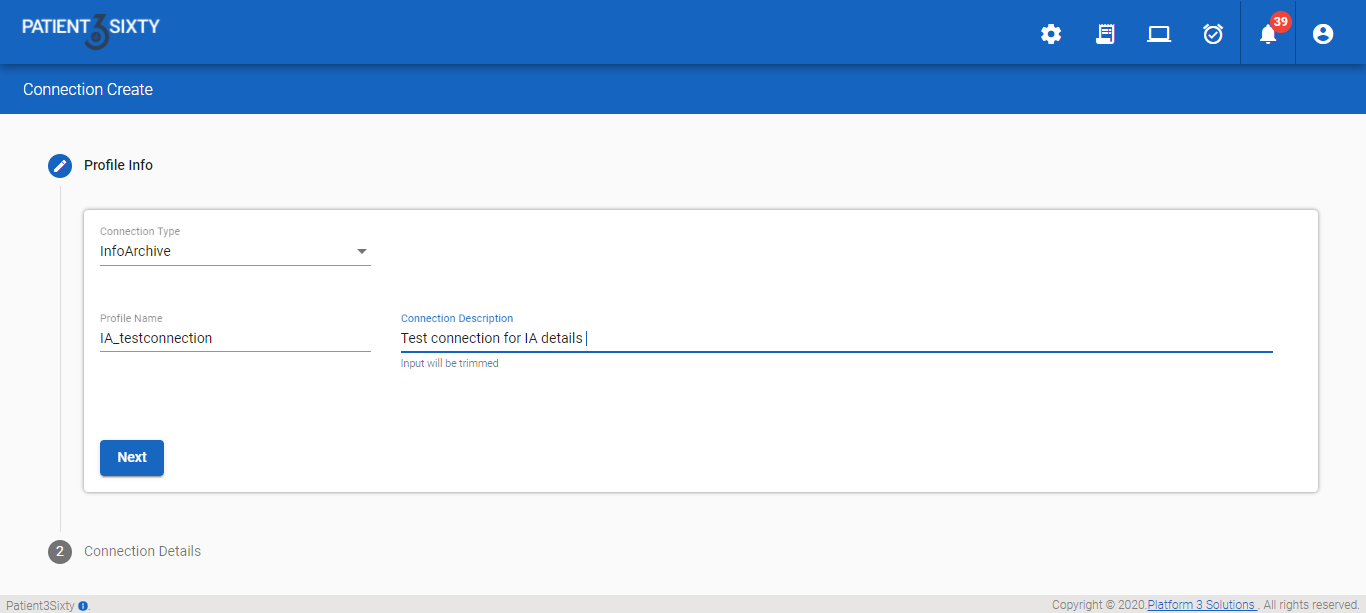 PATIENT3SIXTY
39
Connection Create
Profile Info
Connection Type
InfoArchive
Profile Name
Connection Description
IA_testconnection
Test connection for IA details
Input will be trimmed
Next
2 Connection Details
Patient3Sixty
Copyright © 2020.Platform 3 Solutions . All rights reserved.